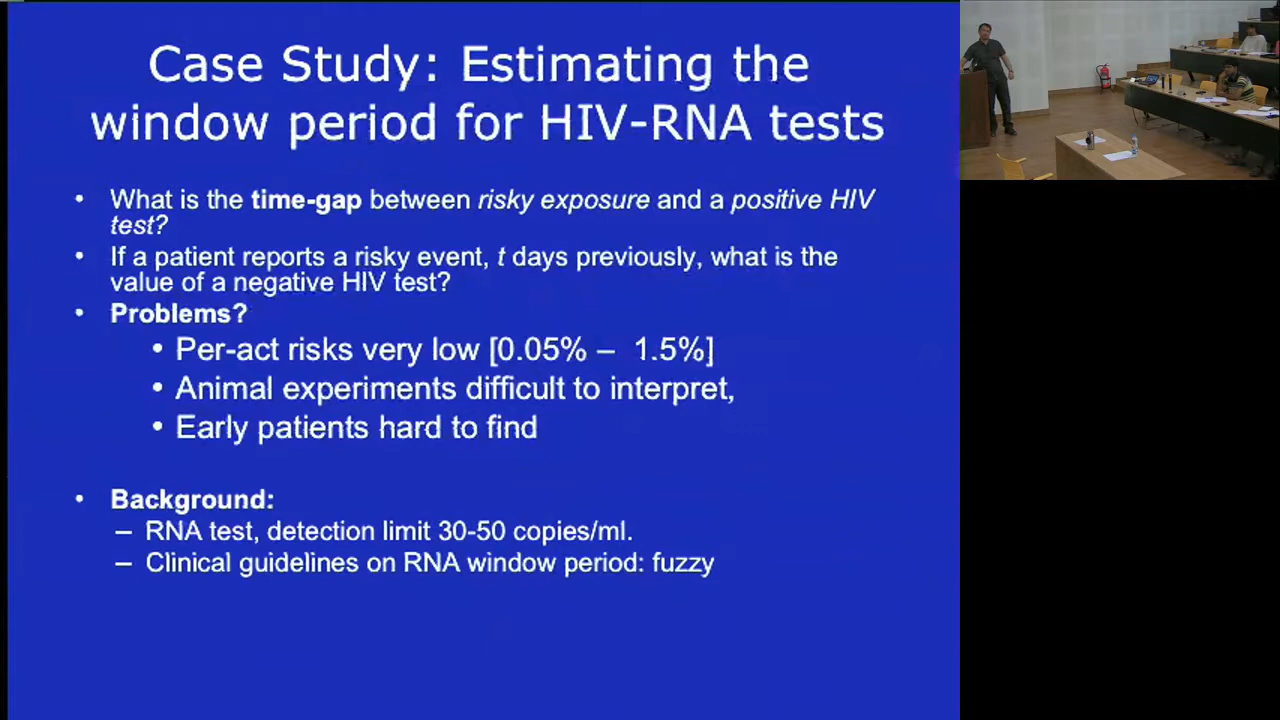 Case Study: Estimating the
window period for HIV-RNA tests
• What is the time-gap between risky exposure and a positive HIV
test?
• If a patient reports a risky event, t days previously, what is the
value of a negative HIV test?
• Problems?
• Per-act risks very low [0.05% – 1.5%]
• Animal experiments difficult to interpret,
• Early patients hard to find
• Background:
– RNA test, detection limit 30-50 copies/ml.
– Clinical guidelines on RNA window period: fuzzy